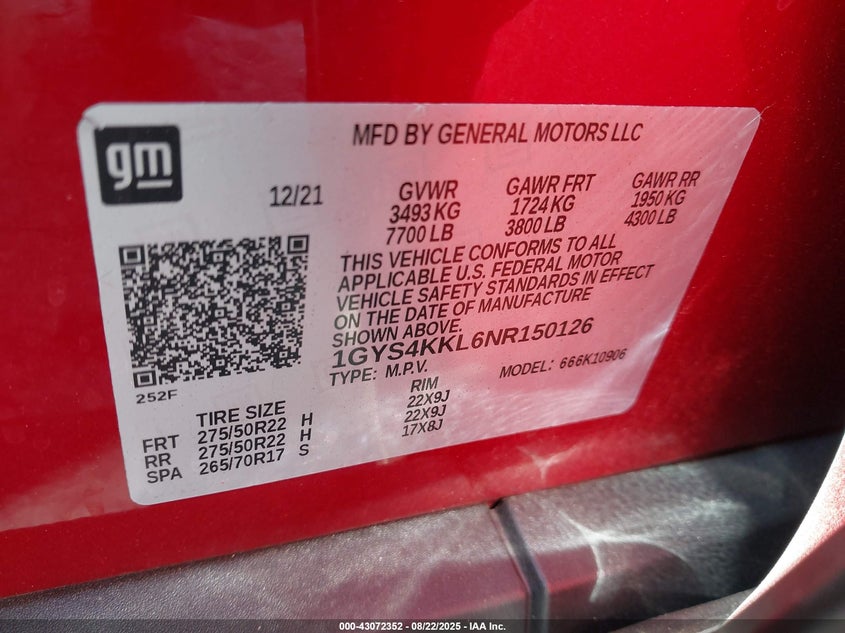 gm
MFD BY GENERAL MOTORS LLC
12/21
GVWR
3493 KG
7700 LB
GAWR FRT
1724 KG
3800 LB
GAWR RR
1950 KG
4300 LB
THIS VEHICLE CONFORMS TO ALL
APPLICABLE U.S. FEDERAL MOTOR
VEHICLE SAFETY STANDARDS IN EFFECT
ON THE DATE OF MANUFACTURE
SHOWN ABOVE.
1GYS4KKL6NR150126
TYPE: M.P.V.
MODEL: 666K10906
252F
TIRE SIZE
RIM
FRT 275/50R22 H 22X9J
RR 275/50R22 H 22X9J
SPA 265/70R17 S 17X8J
000-43072352 - 08/22/2025 - IAA Inc.